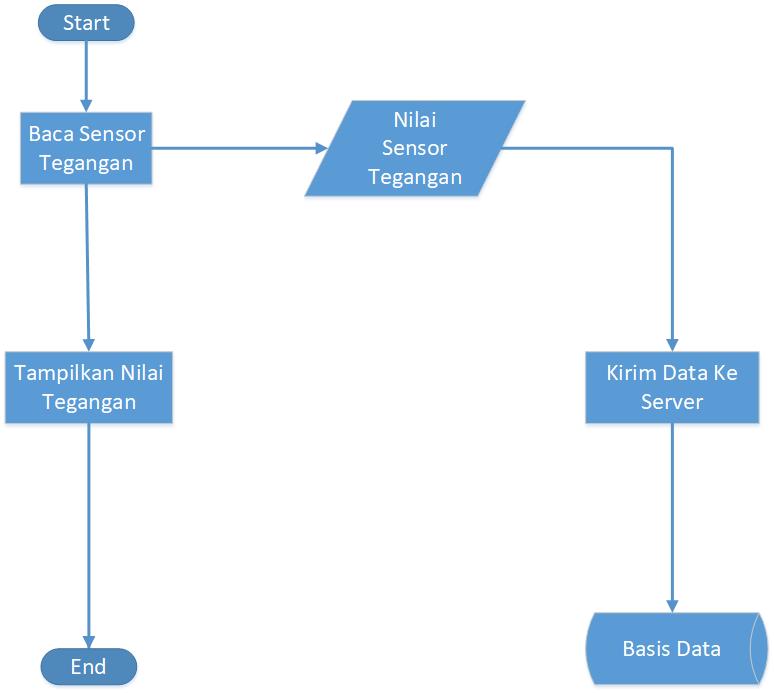 Start
Baca Sensor
Tegangan
Nilai
Sensor
Tegangan
Tampilkan Nilai
Tegangan
Kirim Data Ke
Server
End
Basis Data